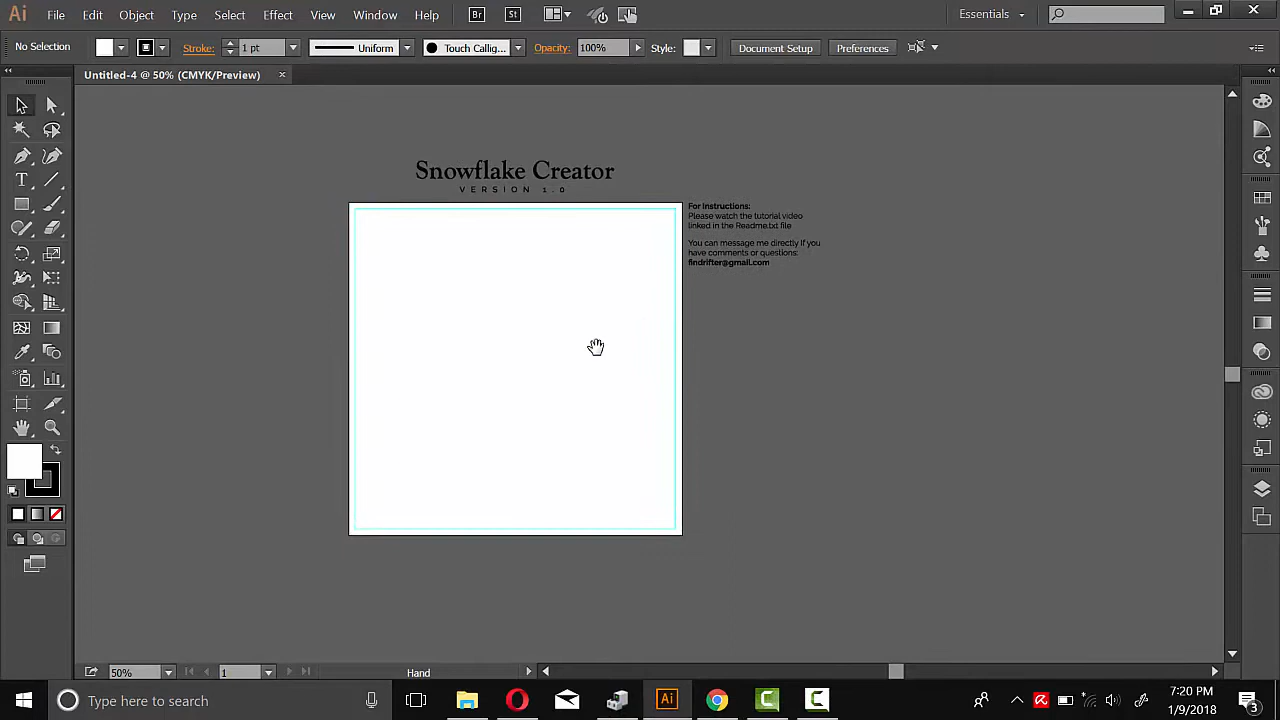 Ai File Edit Object Type Select Effect View Window Help Br St Essentials
No Selection Stroke: 1 pt Uniform Touch Callig... Opacity: 100% Style: Document Setup Preferences
Untitled-4 @ 50% (CMYK/Preview)
Snowflake Creator
VERSION 1.0
For Instructions:
Please watch the tutorial video
linked in the Readme.txt file
You can message me directly if you
have comments or questions:
findrifter@gmail.com
50% 1 Hand
Type here to search
Ai
7:20 PM
1/9/2018
3